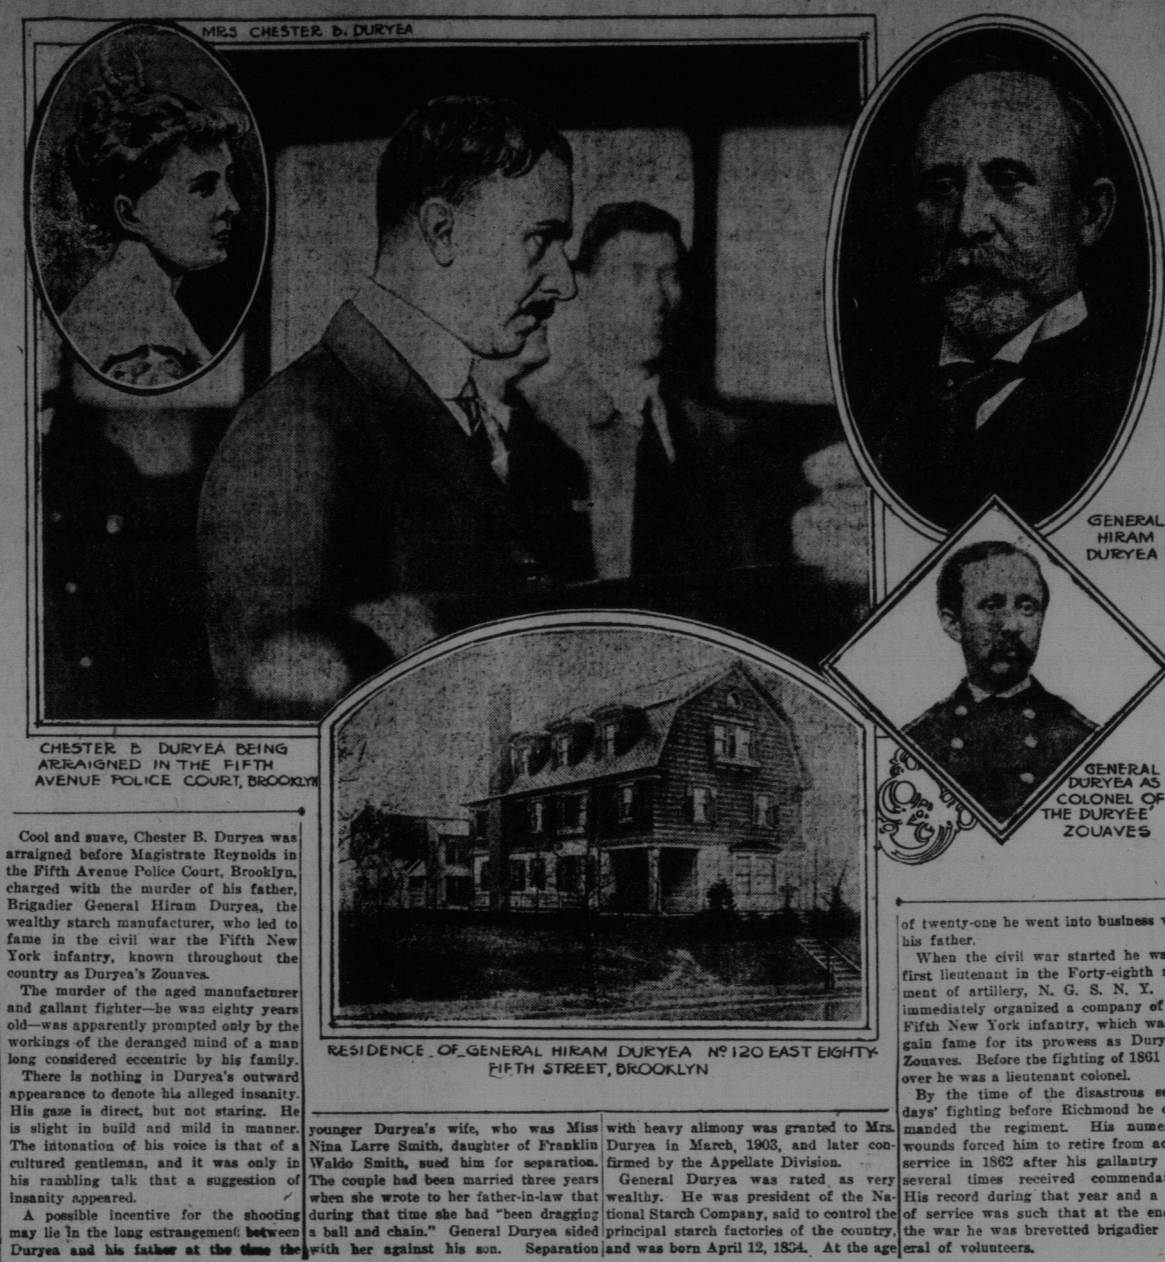 MRS CHESTER B. DURYEA
GENERAL
HIRAM
DURYEA
GENERAL
DURYEA AS
COLONEL OF
THE DURYEE'
ZOUAVES
CHESTER B DURYEA BEING
ARRAIGNED IN THE FIFTH
AVENUE POLICE COURT, BROOKLYN
RESIDENCE OF GENERAL HIRAM DURYEA Nº 120 EAST EIGHTY-
FIFTH STREET, BROOKLYN
Cool and suave, Chester B. Duryea was
arraigned before Magistrate Reynolds in
the Fifth Avenue Police Court, Brooklyn,
charged with the murder of his father,
Brigadier General Hiram Duryea, the
wealthy starch manufacturer, who led to
fame in the civil war the Fifth New
York infantry, known throughout the
country as Duryea's Zouaves.
The murder of the aged manufacturer
and gallant fighter—he was eighty years
old—was apparently prompted only by the
workings of the deranged mind of a man
long considered eccentric by his family.
There is nothing in Duryea's outward
appearance to denote his alleged insanity.
His gaze is direct, but not staring. He
is slight in build and mild in manner.
The intonation of his voice is that of a
cultured gentleman, and it was only in
his rambling talk that a suggestion of
insanity appeared.
A possible incentive for the shooting
may lie in the long estrangement between
Duryea and his father at the time the
younger Duryea's wife, who was Miss
Nina Larre Smith, daughter of Franklin
Waldo Smith, sued him for separation.
The couple had been married three years
when she wrote to her father-in-law that
during that time she had "been dragging
a ball and chain." General Duryea sided
with her against his son. Separation
with heavy alimony was granted to Mrs.
Duryea in March, 1903, and later con-
firmed by the Appellate Division.
General Duryea was rated as very
wealthy. He was president of the Na-
tional Starch Company, said to control the
principal starch factories of the country,
and was born April 12, 1834. At the age
of twenty-one he went into business
his father.
When the civil war started he wa
first lieutenant in the Forty-eighth
ment of artillery, N. G. S. N. Y.
immediately organized a company of
Fifth New York infantry, which wa
gain fame for its prowess as Dury
Zouaves. Before the fighting of 1861
over he was a lieutenant colonel.
By the time of the disastrous se
days' fighting before Richmond he
manded the regiment. His nume
wounds forced him to retire from ac
service in 1862 after his gallantry
several times received commenda
His record during that year and a
of service was such that at the en
the war he was brevetted brigadier
eral of volunteers.